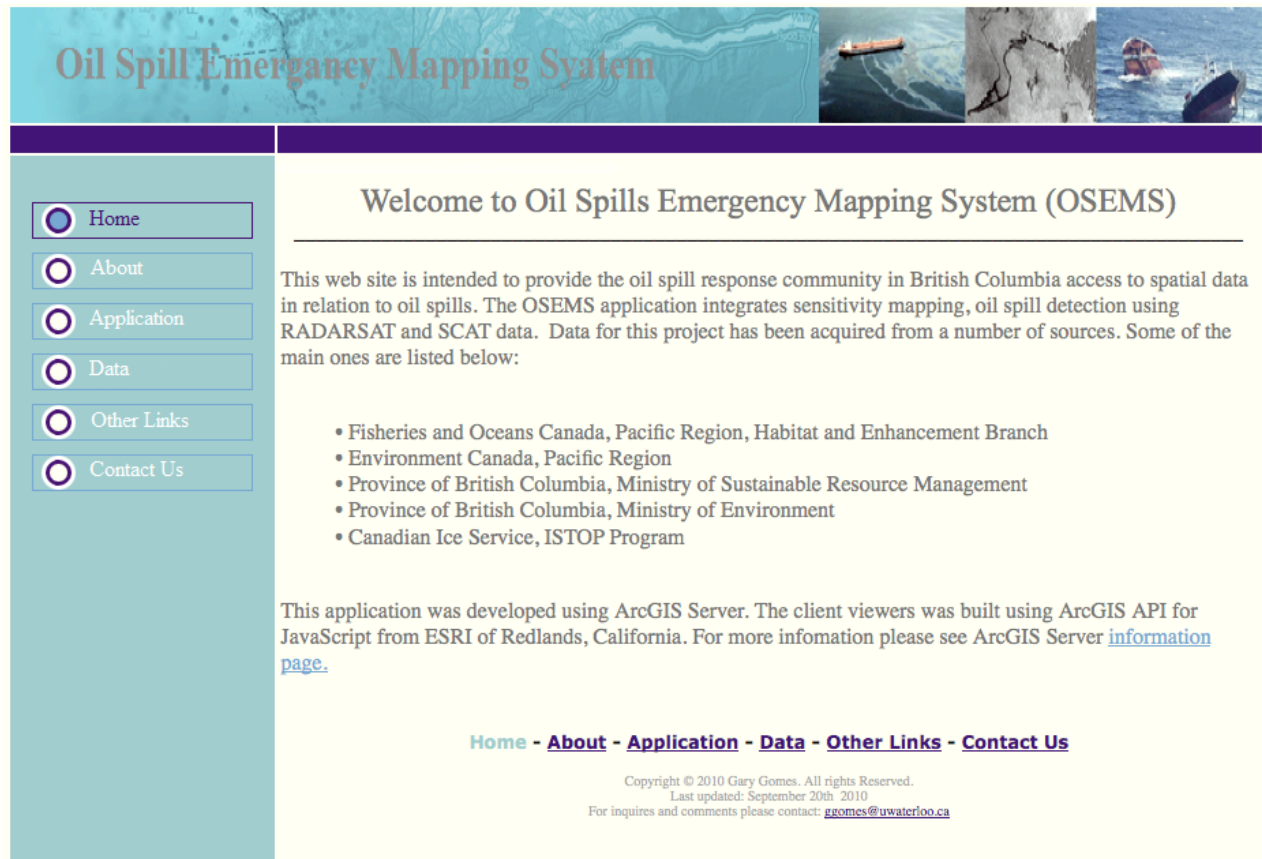 Oil Spill Emergancy Mapping Syatem
Home
About
Application
Data
Other Links
Contact Us
Welcome to Oil Spills Emergency Mapping System (OSEMS)
This web site is intended to provide the oil spill response community in British Columbia access to spatial data
in relation to oil spills. The OSEMS application integrates sensitivity mapping, oil spill detection using
RADARSAT and SCAT data. Data for this project has been acquired from a number of sources. Some of the
main ones are listed below:
• Fisheries and Oceans Canada, Pacific Region, Habitat and Enhancement Branch
• Environment Canada, Pacific Region
• Province of British Columbia, Ministry of Sustainable Resource Management
• Province of British Columbia, Ministry of Environment
• Canadian Ice Service, ISTOP Program
This application was developed using ArcGIS Server. The client viewers was built using ArcGIS API for
JavaScript from ESRI of Redlands, California. For more infomation please see ArcGIS Server information
page.
Home - About - Application - Data - Other Links - Contact Us
Copyright © 2010 Gary Gomes. All rights Reserved.
Last updated: September 20th 2010
For inquires and comments please contact: ggomes@uwaterloo.ca